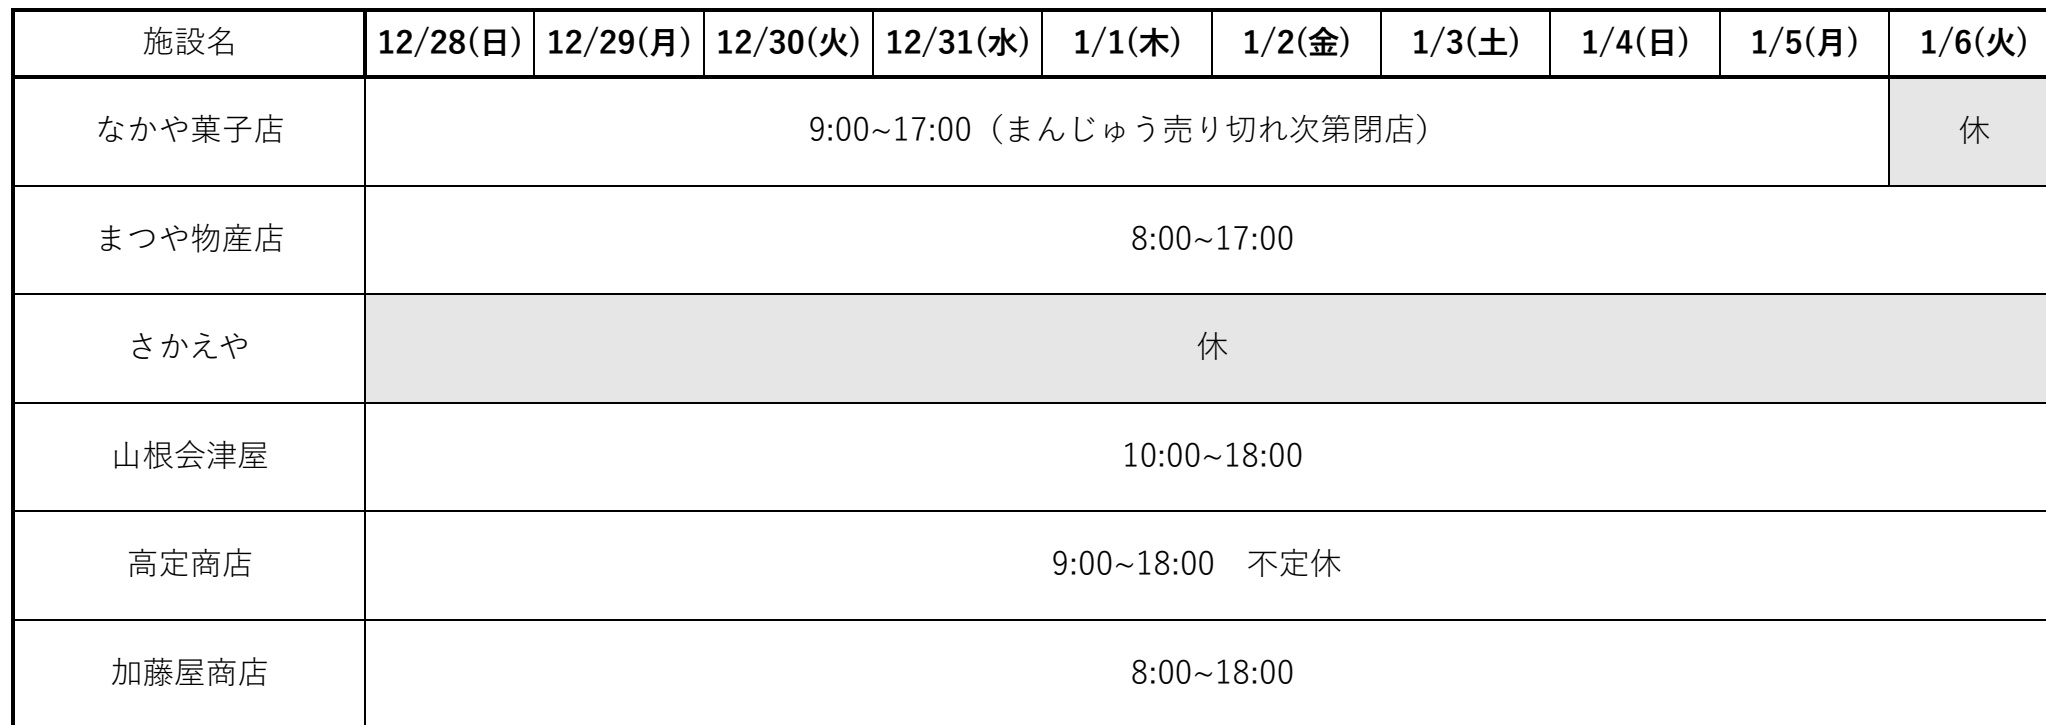 施設名 12/28(日) 12/29(月) 12/30(火) 12/31(水) 1/1(木) 1/2(金) 1/3(土) 1/4(日) 1/5(月) 1/6(火)
なかや菓子店 9:00~17:00（まんじゅう売り切れ次第閉店） 休
まつや物産店 8:00~17:00
さかえや 休
山根会津屋 10:00~18:00
高定商店 9:00~18:00　不定休
加藤屋商店 8:00~18:00